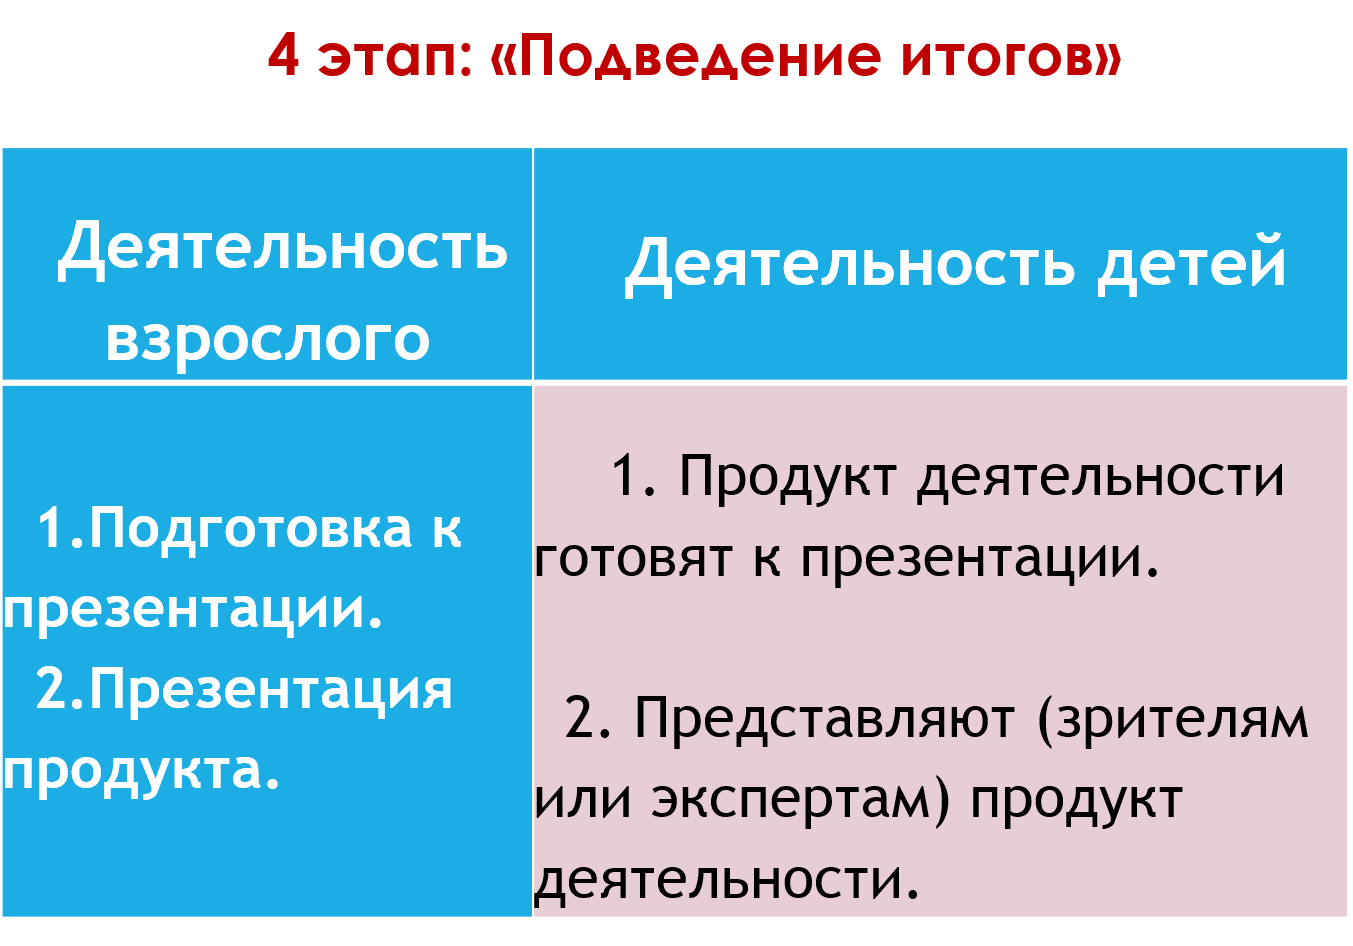 4 этап: «Подведение итогов»
Деятельность
взрослого
Деятельность детей
1.Подготовка к
презентации.
2.Презентация
продукта.
1. Продукт деятельности
готовят к презентации.
2. Представляют (зрителям
или экспертам) продукт
деятельности.